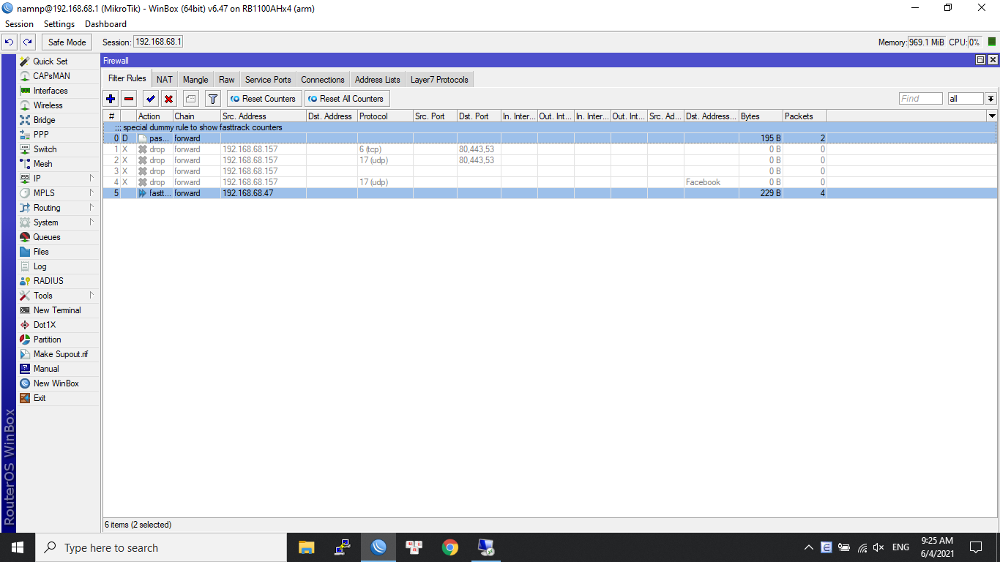 namnp@192.168.68.1 (MikroTik) - WinBox (64bit) v6.47 on RB1100AHx4 (arm)
Session Settings Dashboard
Safe Mode Session: 192.168.68.1 Memory: 969.1 MiB CPU: 0%
Quick Set
CAPsMAN
Interfaces
Wireless
Bridge
PPP
Switch
Mesh
IP
MPLS
Routing
System
Queues
Files
Log
RADIUS
Tools
New Terminal
Dot1X
Partition
Make Supout.rif
Manual
New WinBox
Exit
RouterOS WinBox
Firewall
Filter Rules NAT Mangle Raw Service Ports Connections Address Lists Layer7 Protocols
Reset Counters Reset All Counters Find all
# Action Chain Src. Address Dst. Address Protocol Src. Port Dst. Port In. Inter... Out. Int... In. Inter... Out. Int... Src. Ad... Dst. Address... Bytes Packets
;;; special dummy rule to show fasttrack counters
0 D pas... forward 195 B 2
1 X drop forward 192.168.68.157 6 (tcp) 80,443,53 0 B 0
2 X drop forward 192.168.68.157 17 (udp) 80,443,53 0 B 0
3 X drop forward 192.168.68.157 0 B 0
4 X drop forward 192.168.68.157 17 (udp) Facebook 0 B 0
5 fastt... forward 192.168.68.47 229 B 4
6 items (2 selected)
Type here to search
ENG
9:25 AM
6/4/2021